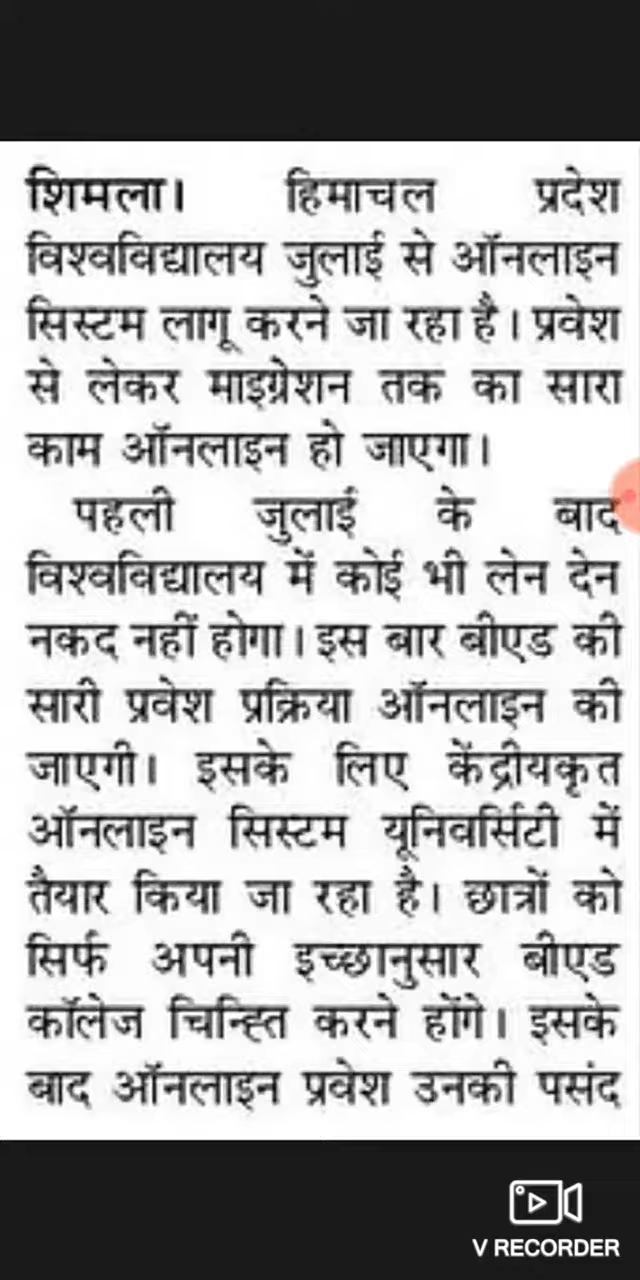 शिमला। हिमाचल प्रदेश
विश्वविद्यालय जुलाई से ऑनलाइन
सिस्टम लागू करने जा रहा है। प्रवेश
से लेकर माइग्रेशन तक का सारा
काम ऑनलाइन हो जाएगा।
पहली जुलाई के बाद
विश्वविद्यालय में कोई भी लेन देन
नकद नहीं होगा। इस बार बीएड की
सारी प्रवेश प्रक्रिया ऑनलाइन की
जाएगी। इसके लिए केंद्रीयकृत
ऑनलाइन सिस्टम यूनिवर्सिटी में
तैयार किया जा रहा है। छात्रों को
सिर्फ अपनी इच्छानुसार बीएड
कॉलेज चिन्ह्ति करने होंगे। इसके
बाद ऑनलाइन प्रवेश उनकी पसंद
V RECORDER